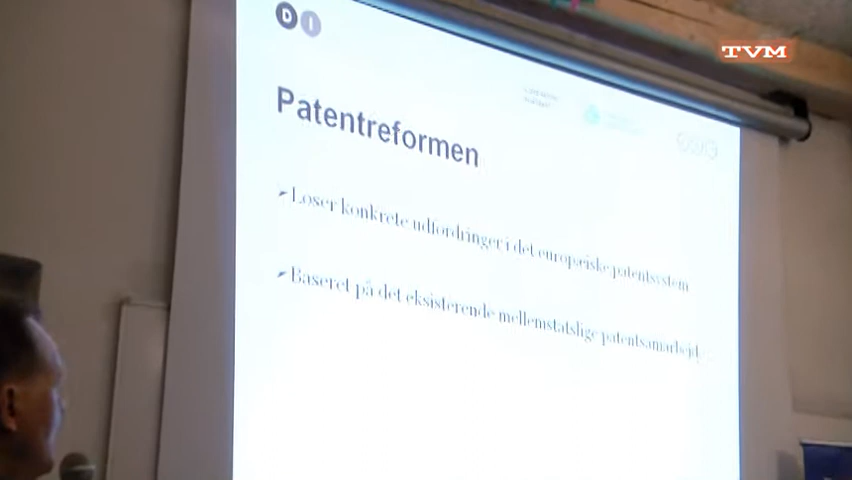 DI
TVM
Patentreformen
Løser konkrete udfordringer i det europæiske patentsystem
Baseret på det eksisterende mellemstatslige patentsamarbejde